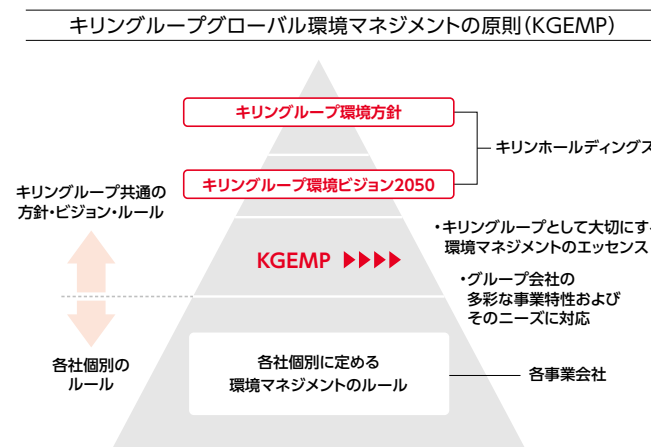 キリングループグローバル環境マネジメントの原則(KGEMP)
キリングループ環境方針
キリンホールディングス
キリングループ環境ビジョン2050
キリングループ共通の
方針・ビジョン・ルール
KGEMP
・キリングループとして大切にす
環境マネジメントのエッセンス
・グループ会社の
多彩な事業特性および
そのニーズに対応
各社個別の
ルール
各社個別に定める
環境マネジメントのルール
各事業会社